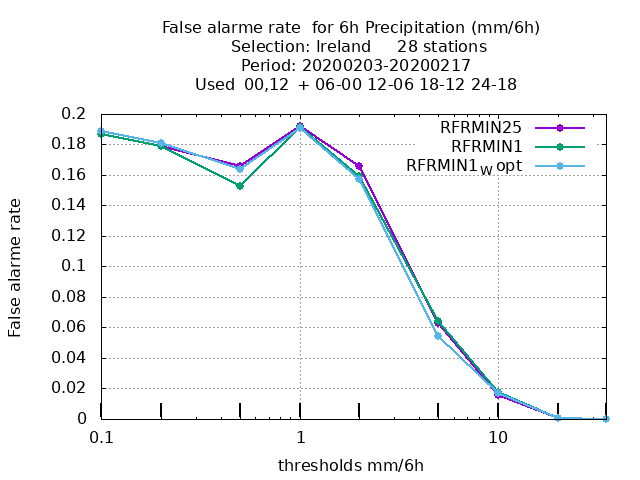 False alarme rate  for 6h Precipitation (mm/6h)
Selection: Ireland     28 stations
Period: 20200203-20200217
Used  00,12  + 06-00 12-06 18-12 24-18
RFRMIN25
RFRMIN1
RFRMIN1W opt
0.2
0.18
0.16
0.14
0.12
0.1
0.08
0.06
0.04
0.02
0
False alarme rate
0.1
1
10
thresholds mm/6h